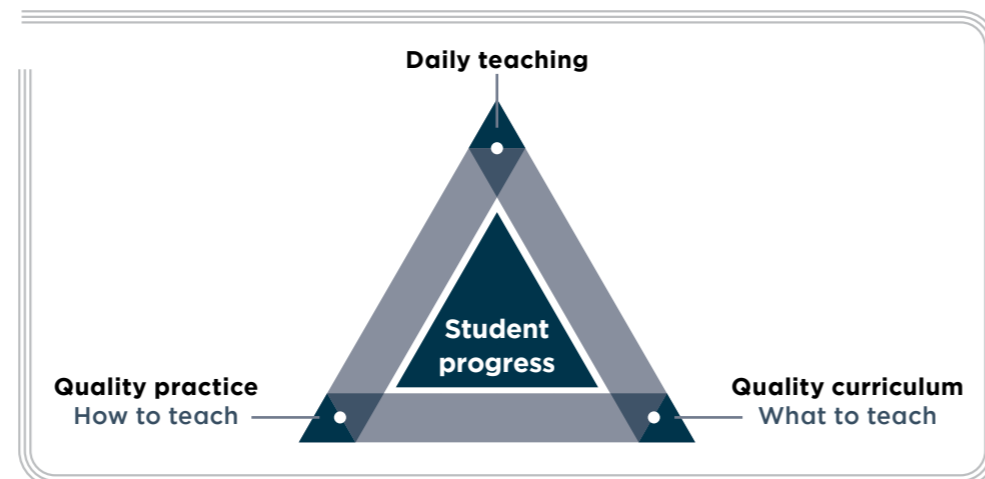 Daily teaching
Student
progress
Quality practice
How to teach
Quality curriculum
What to teach